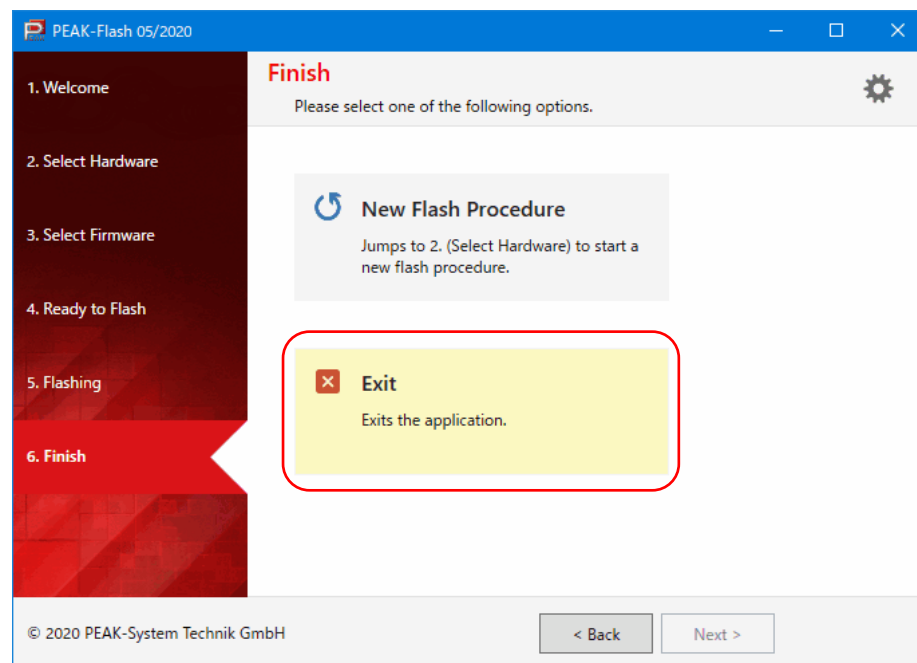 PEAK-Flash 05/2020
1. Welcome
2. Select Hardware
3. Select Firmware
4. Ready to Flash
5. Flashing
6. Finish
Finish
Please select one of the following options.
New Flash Procedure
Jumps to 2. (Select Hardware) to start a
new flash procedure.
Exit
Exits the application.
© 2020 PEAK-System Technik GmbH
< Back
Next >